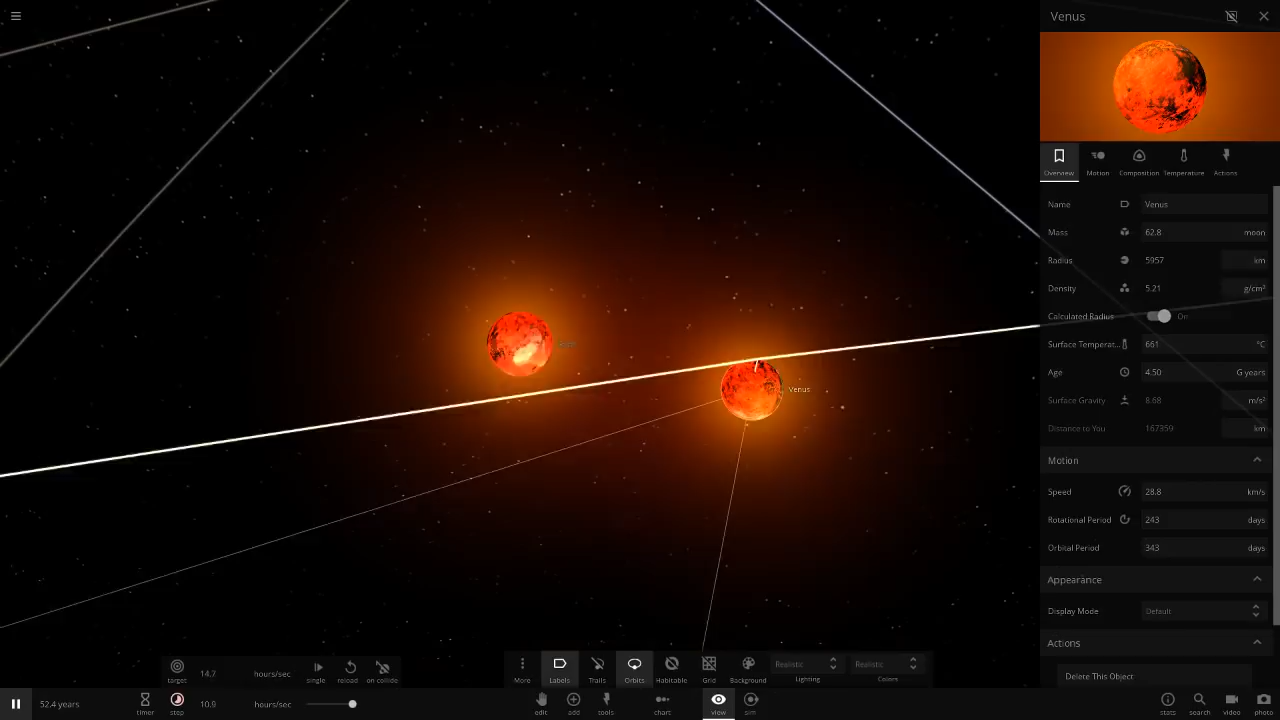 Venus
Overview
Motion
Composition
Temperature
Actions
Name
Venus
Mass
62.8
moon
Radius
5957
km
Density
5.21
g/cm³
Calculated Radius
On
Surface Temperat...
661
°C
Age
4.50
G years
Surface Gravity
8.68
m/s²
Distance to You
167359
km
Motion
Speed
28.8
km/s
Rotational Period
243
days
Orbital Period
343
days
Appearance
Display Mode
Default
Actions
Delete This Object
Venus
target
14.7
hours/sec
single
reload
on collide
More
Labels
Trails
Orbits
Habitable
Grid
Background
Realistic
Lighting
Realistic
Colors
52.4 years
timer
step
10.9
hours/sec
edit
add
tools
chart
view
sim
stats
search
video
photo